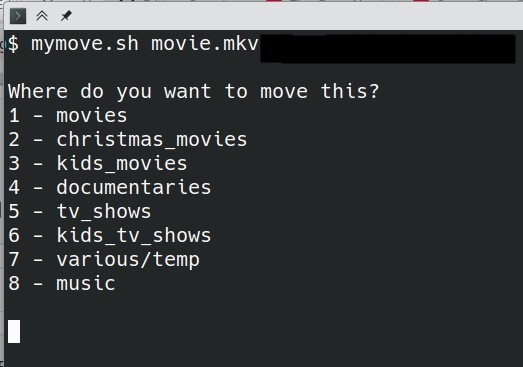 $ mymove.sh movie.mkv
Where do you want to move this?
1 - movies
2 - christmas_movies
3 - kids_movies
4 - documentaries
5 - tv_shows
6 - kids_tv_shows
7 - various/temp
8 - music